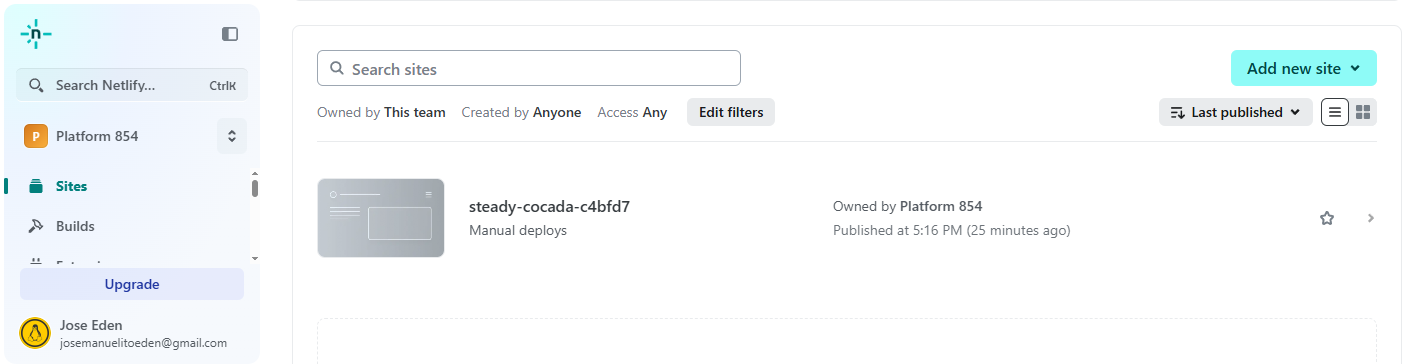 n
Search Netlify... CtrlK
P Platform 854
Sites
Builds
Upgrade
Jose Eden
josemanuelitoeden@gmail.com
Search sites
Add new site
Owned by This team Created by Anyone Access Any Edit filters
Last published
steady-cocada-c4bfd7
Manual deploys
Owned by Platform 854
Published at 5:16 PM (25 minutes ago)